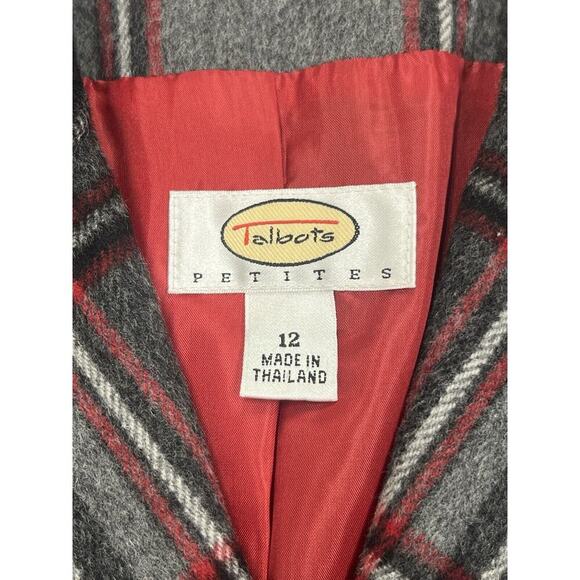 Talbots
PETITES
12
MADE IN
THAILAND